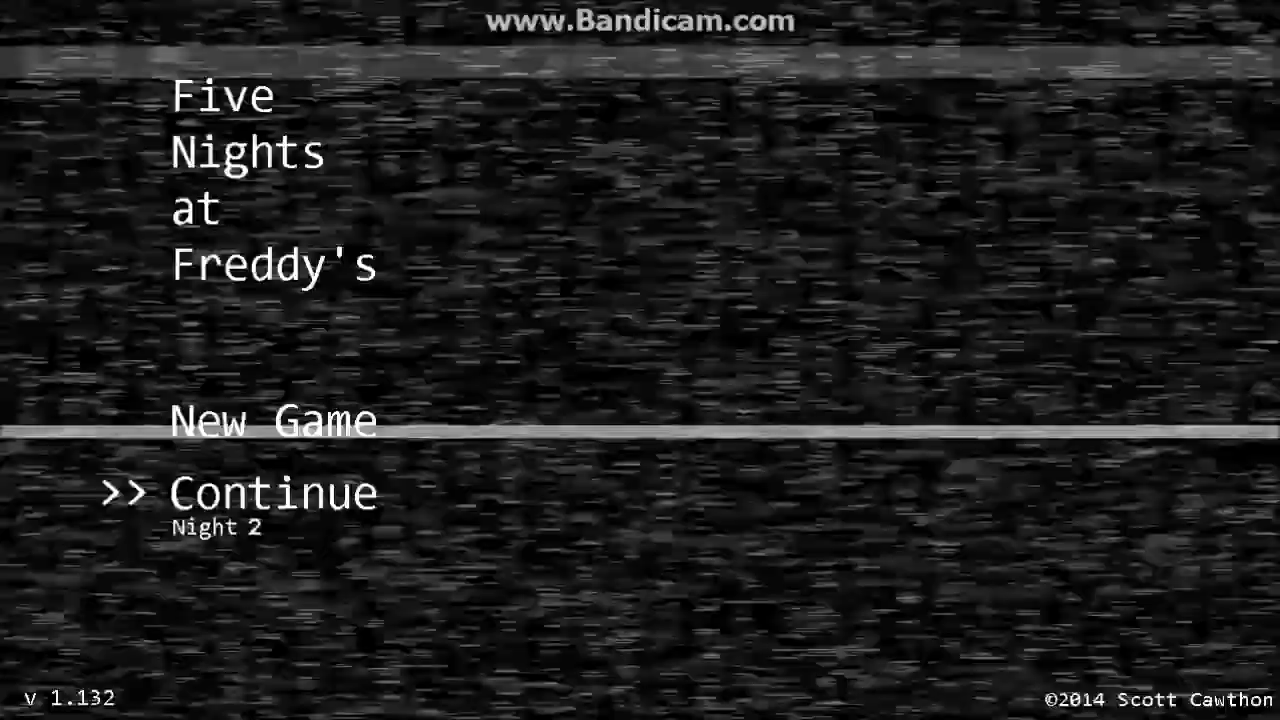 www.Bandicam.com
Five
Nights
at
Freddy's
New Game
>> Continue
Night 2
v 1.132
©2014 Scott Cawthon